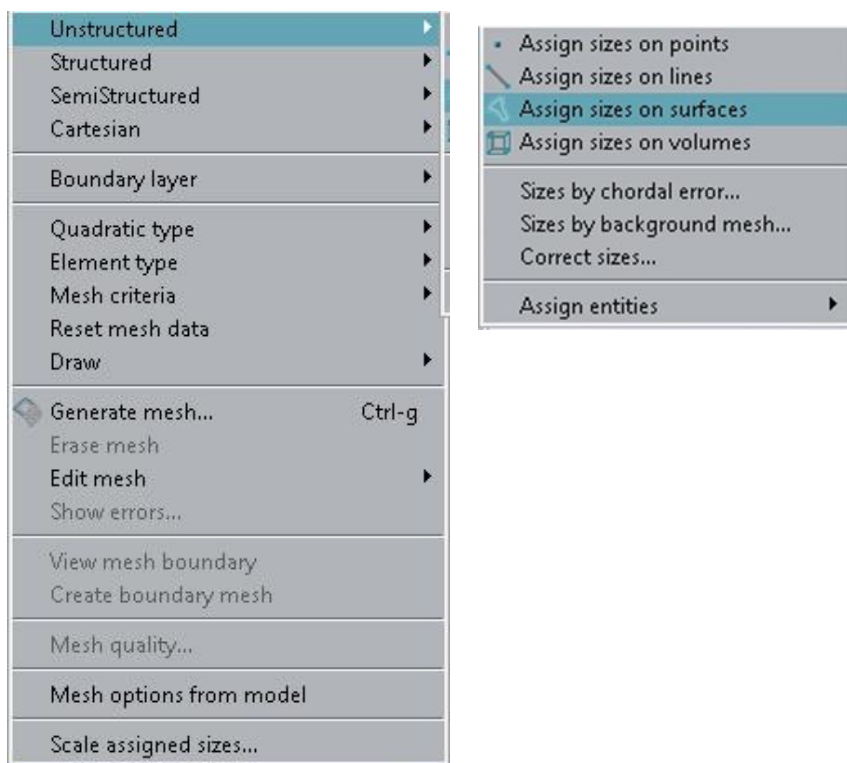 Unstructured
Structured
SemiStructured
Cartesian
Boundary layer
Quadratic type
Element type
Mesh criteria
Reset mesh data
Draw
Generate mesh... Ctrl-g
Erase mesh
Edit mesh
Show errors...
View mesh boundary
Create boundary mesh
Mesh quality...
Mesh options from model
Scale assigned sizes...
Assign sizes on points
Assign sizes on lines
Assign sizes on surfaces
Assign sizes on volumes
Sizes by chordal error...
Sizes by background mesh...
Correct sizes...
Assign entities